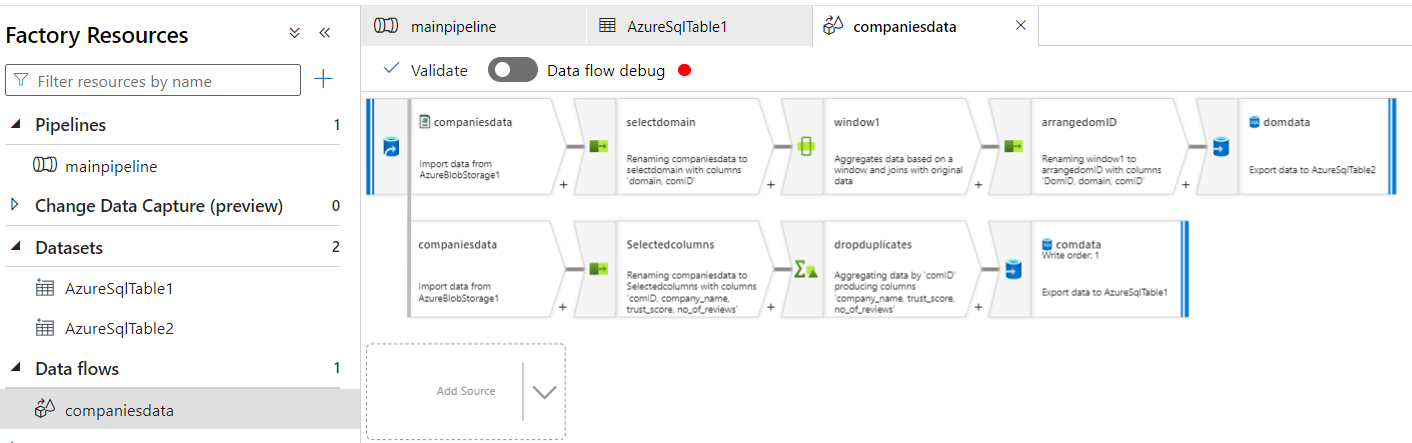 Factory Resources
Filter resources by name
Pipelines 1
mainpipeline
Change Data Capture (preview) 0
Datasets 2
AzureSqlTable1
AzureSqlTable2
Data flows 1
companiesdata
mainpipeline
AzureSqlTable1
companiesdata
Validate
Data flow debug
companiesdata
Import data from
AzureBlobStorage1
+
selectdomain
Renaming companiesdata to
selectdomain with columns
'domain, comID'
+
window1
Aggregates data based on a
window and joins with original
data
+
arrangedomID
Renaming window1 to
arrangedomID with columns
'DomID, domain, comID'
+
domdata
Export data to AzureSqlTable2
companiesdata
Import data from
AzureBlobStorage1
+
Selectedcolumns
Renaming companiesdata to
Selectedcolumns with columns
'comID, company_name,
trust_score, no_of_reviews'
+
dropduplicates
Aggregating data by 'comID'
producing columns
'company_name, trust_score,
no_of_reviews'
+
comdata
Write order: 1
Export data to AzureSqlTable1
Add Source